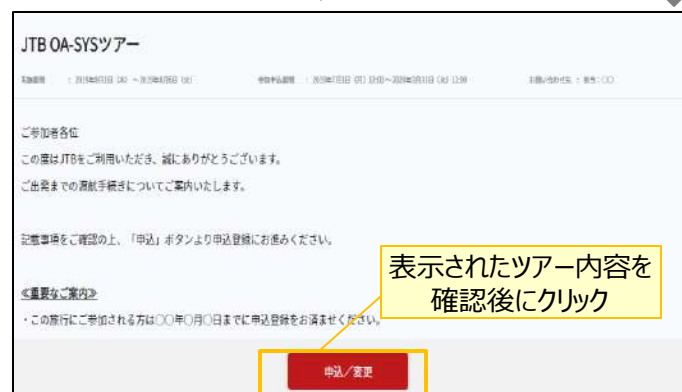 JTB OA-SYSツアー
ご参加者各位
この度はJTBをご利用いただき、誠にありがとうございます。
ご出発までの渡航手続きについてご案内いたします。
記載事項をご確認の上、「申込」ボタンより申込登録にお進みください。
≪重要なご案内≫
・この旅行にご参加される方は○○年○月○日までに申込登録をお済ませください。
表示されたツアー内容を
確認後にクリック
申込／変更